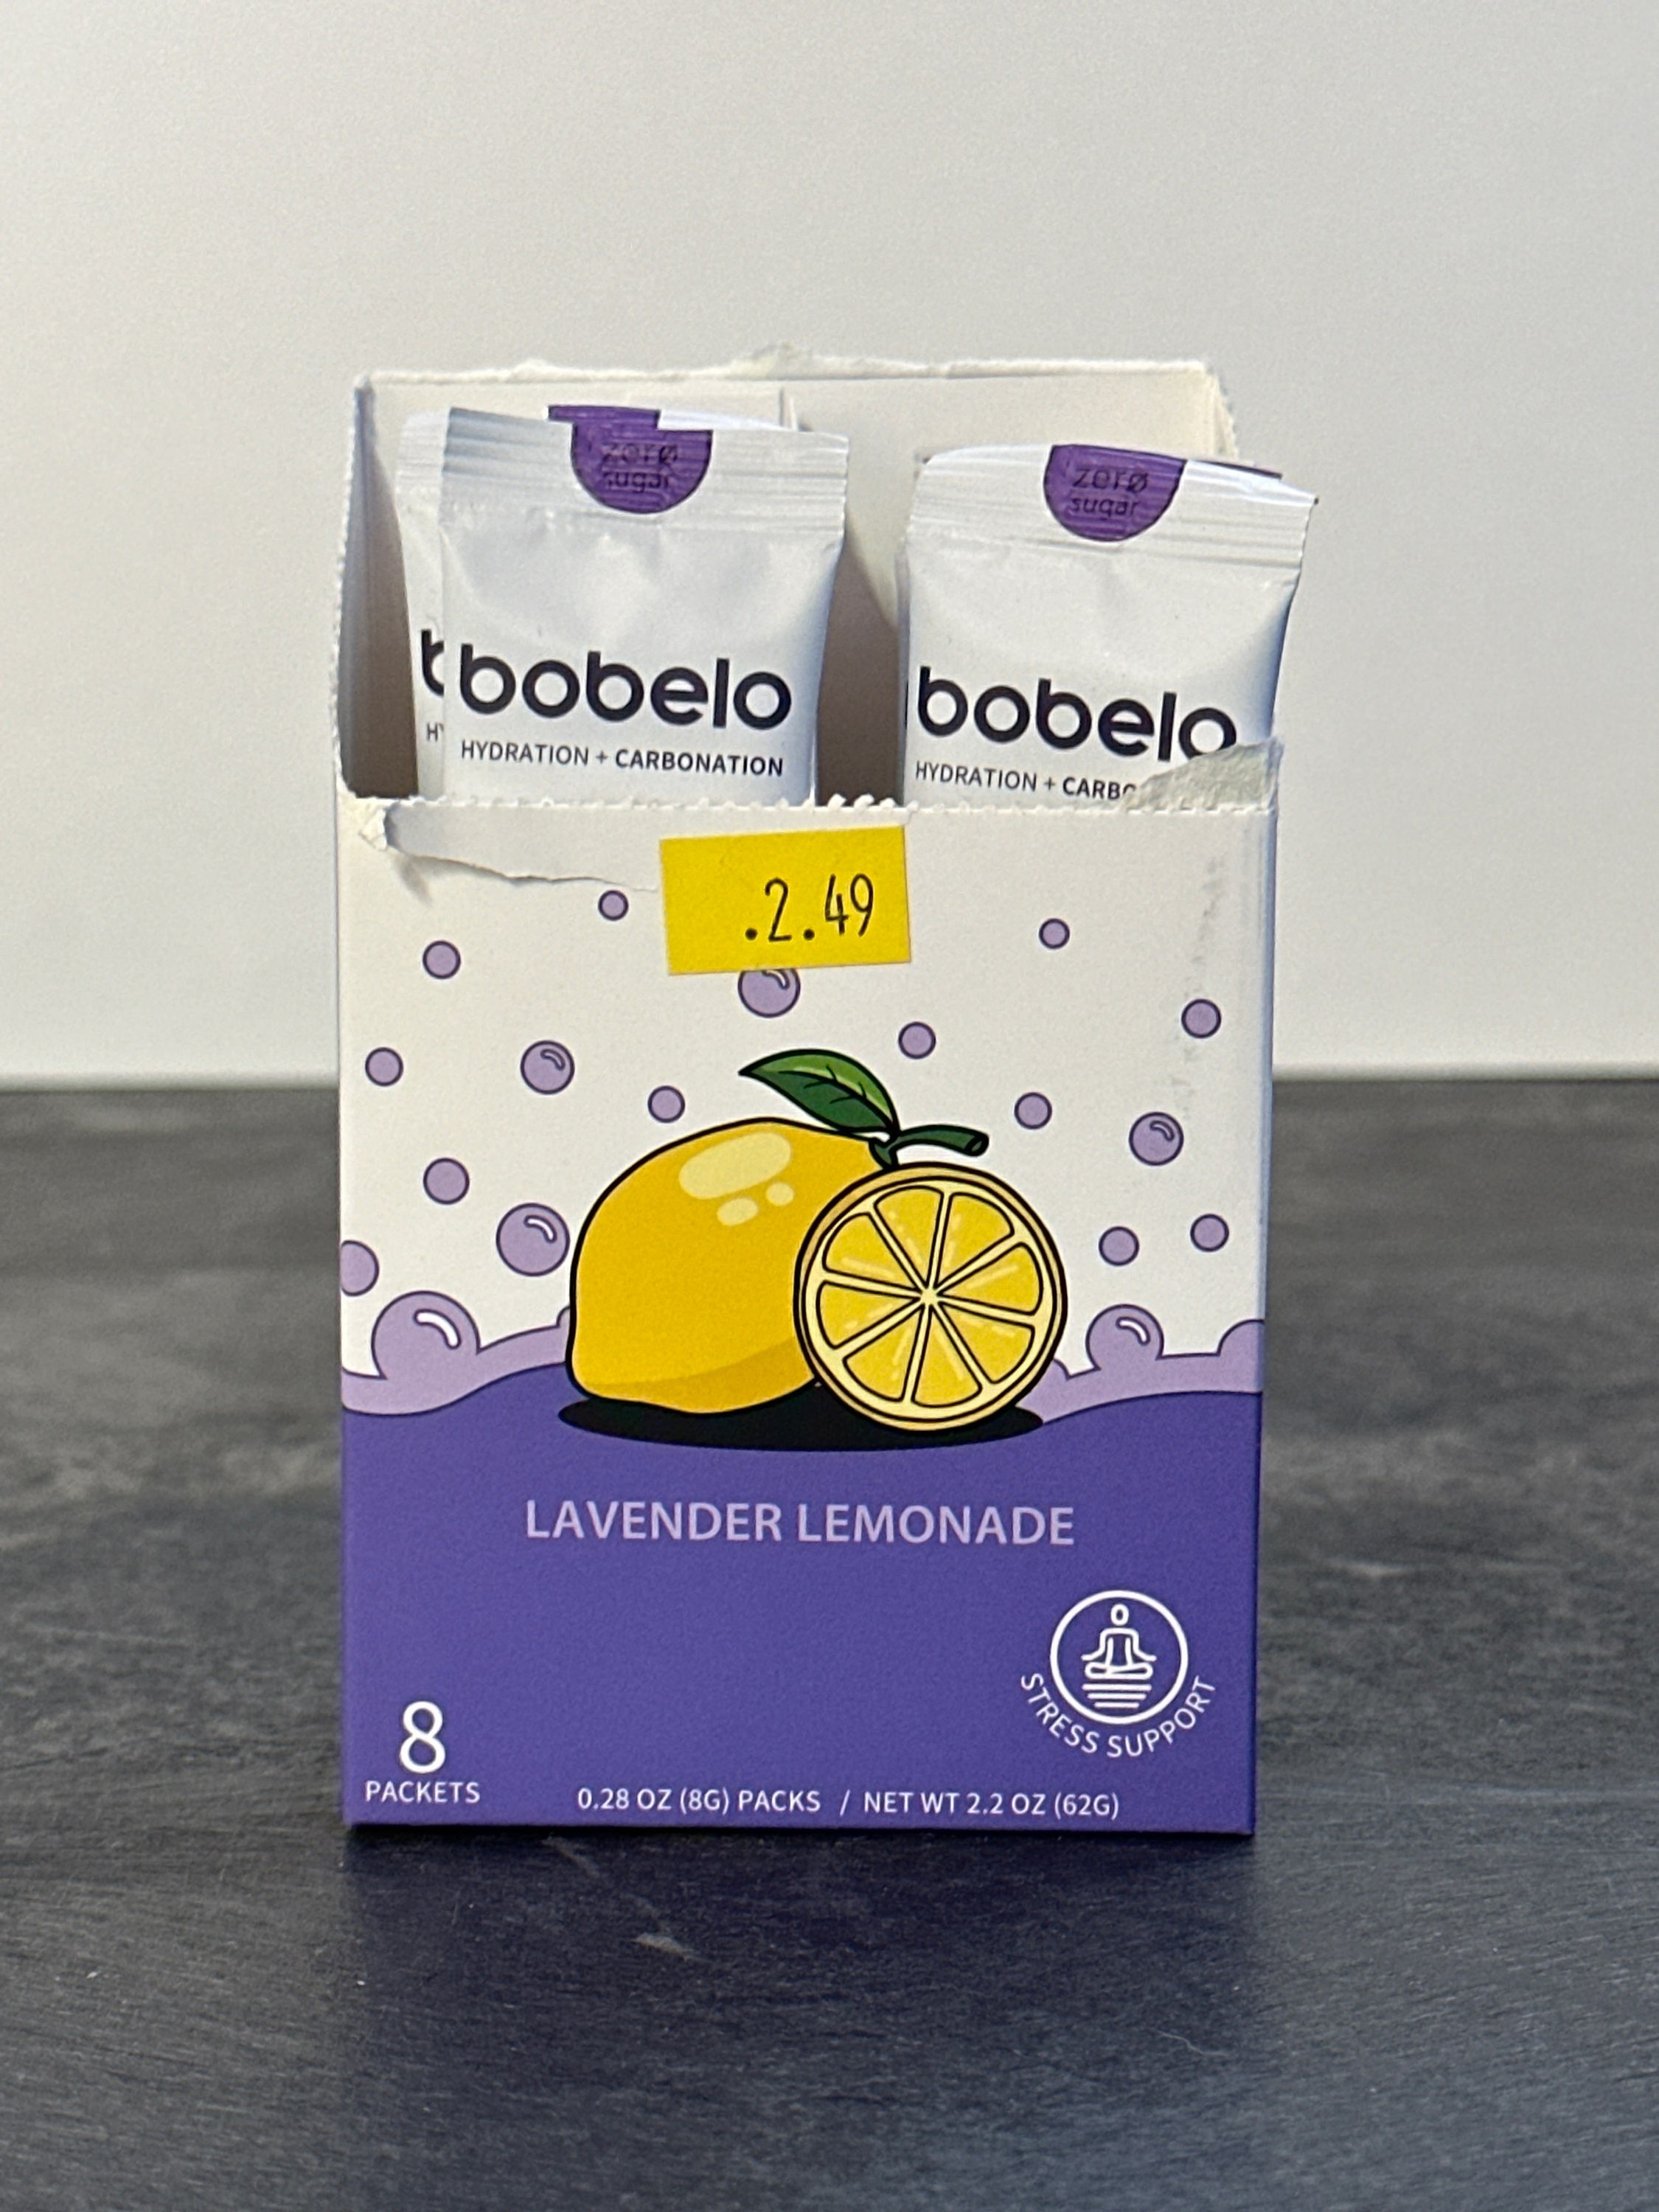 zerø
sugar
zerø
sugar
bobelo
HYDRATION + CARBONATION
bobelo
HYDRATION +
.2.49
LAVENDER LEMONADE
STRESS SUPPORT
8
PACKETS
0.28 OZ (8G) PACKS / NET WT 2.2 OZ (62G)